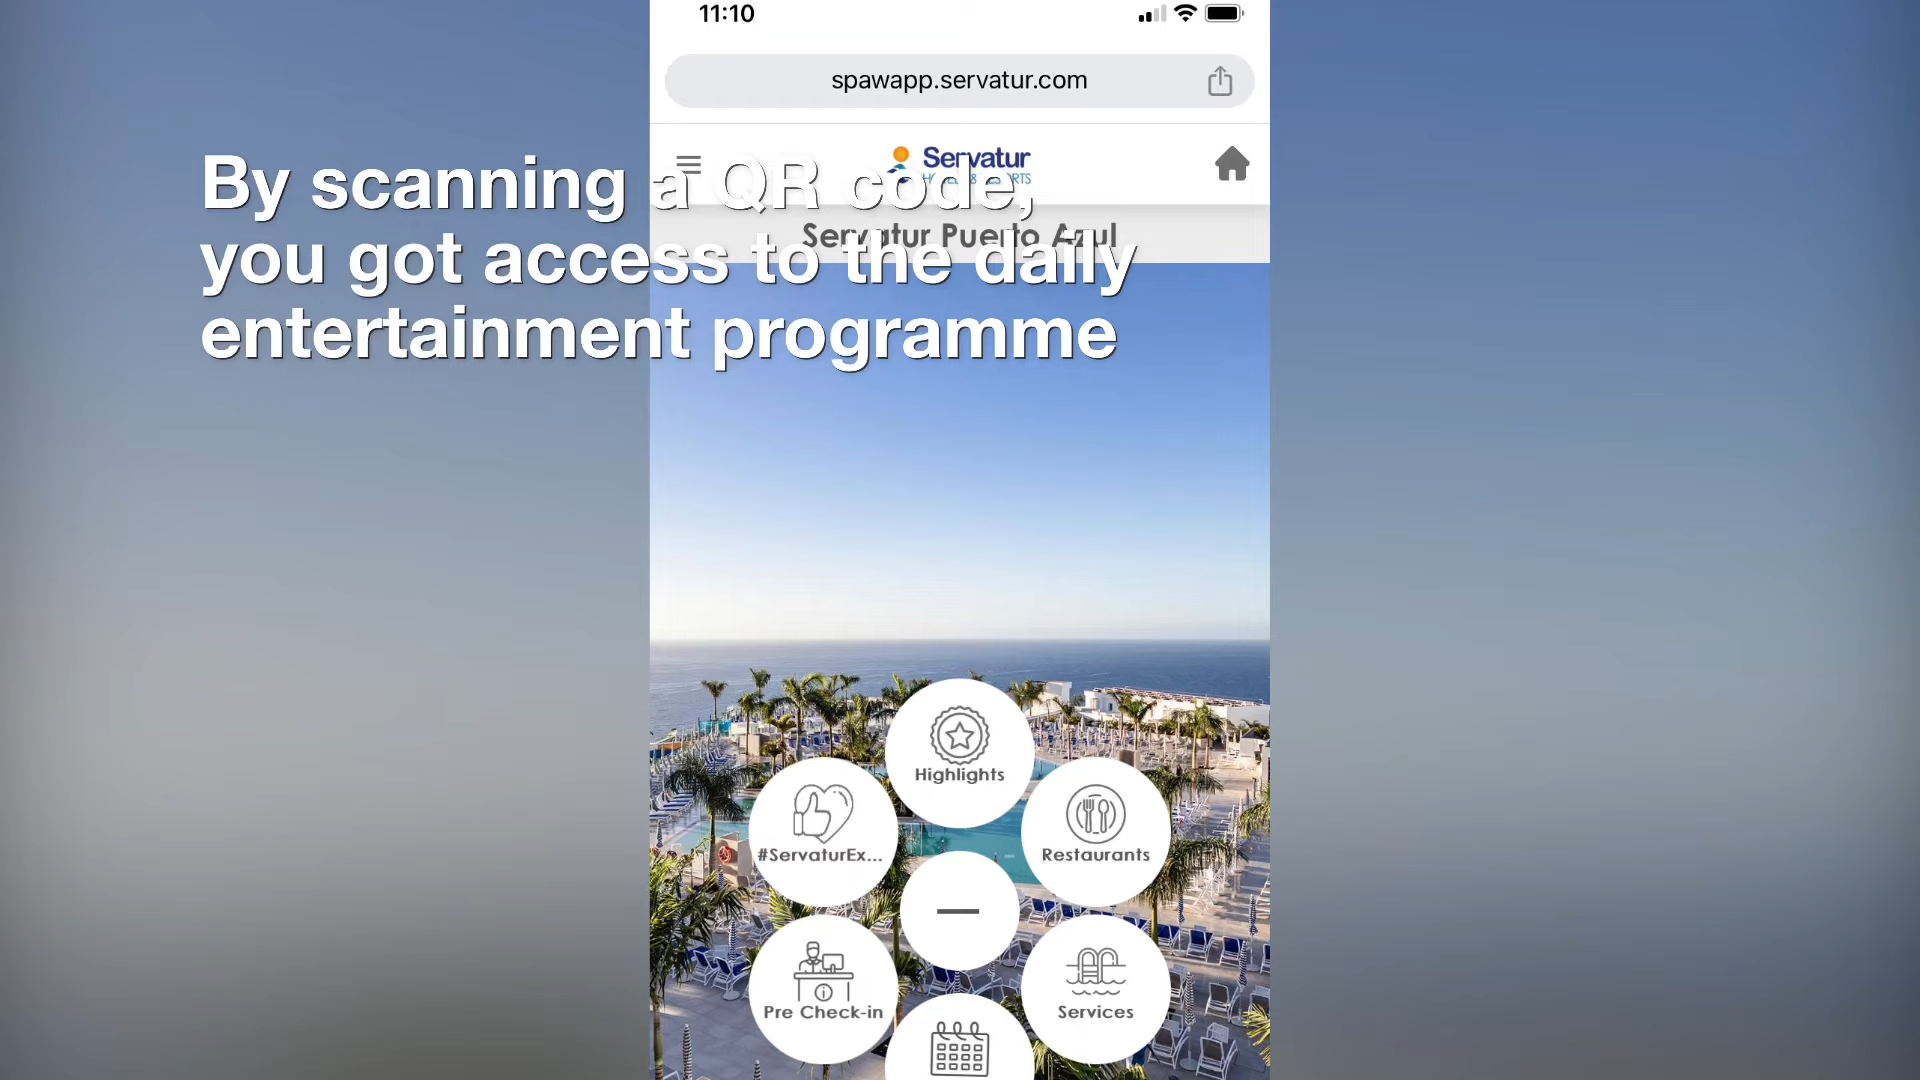 11:10
spawapp.servatur.com
Servatur
HOTELS & RESORTS
Servatur Puerto Azul
By scanning a QR code,
you got access to the daily
entertainment programme
Highlights
#ServaturEx...
Restaurants
Pre Check-in
Services